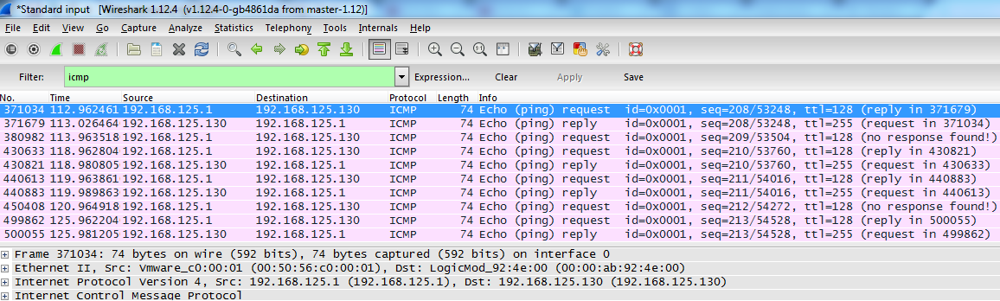 *Standard input [Wireshark 1.12.4 (v1.12.4-0-gb4861da from master-1.12)]
File Edit View Go Capture Analyze Statistics Telephony Tools Internals Help
Filter: icmp Expression... Clear Apply Save
No. Time Source Destination Protocol Length Info
371034 112.962461 192.168.125.1 192.168.125.130 ICMP 74 Echo (ping) request id=0x0001, seq=208/53248, ttl=128 (reply in 371679)
371679 113.026464 192.168.125.130 192.168.125.1 ICMP 74 Echo (ping) reply id=0x0001, seq=208/53248, ttl=255 (request in 371034)
380982 113.963518 192.168.125.1 192.168.125.130 ICMP 74 Echo (ping) request id=0x0001, seq=209/53504, ttl=128 (no response found!)
430633 118.962804 192.168.125.1 192.168.125.130 ICMP 74 Echo (ping) request id=0x0001, seq=210/53760, ttl=128 (reply in 430821)
430821 118.980805 192.168.125.130 192.168.125.1 ICMP 74 Echo (ping) reply id=0x0001, seq=210/53760, ttl=255 (request in 430633)
440613 119.963861 192.168.125.1 192.168.125.130 ICMP 74 Echo (ping) request id=0x0001, seq=211/54016, ttl=128 (reply in 440883)
440883 119.989863 192.168.125.130 192.168.125.1 ICMP 74 Echo (ping) reply id=0x0001, seq=211/54016, ttl=255 (request in 440613)
450408 120.964918 192.168.125.1 192.168.125.130 ICMP 74 Echo (ping) request id=0x0001, seq=212/54272, ttl=128 (no response found!)
499862 125.962204 192.168.125.1 192.168.125.130 ICMP 74 Echo (ping) request id=0x0001, seq=213/54528, ttl=128 (reply in 500055)
500055 125.981205 192.168.125.130 192.168.125.1 ICMP 74 Echo (ping) reply id=0x0001, seq=213/54528, ttl=255 (request in 499862)
Frame 371034: 74 bytes on wire (592 bits), 74 bytes captured (592 bits) on interface 0
Ethernet II, Src: Vmware_c0:00:01 (00:50:56:c0:00:01), Dst: LogicMod_92:4e:00 (00:00:ab:92:4e:00)
Internet Protocol Version 4, Src: 192.168.125.1 (192.168.125.1), Dst: 192.168.125.130 (192.168.125.130)
Internet Control Message Protocol